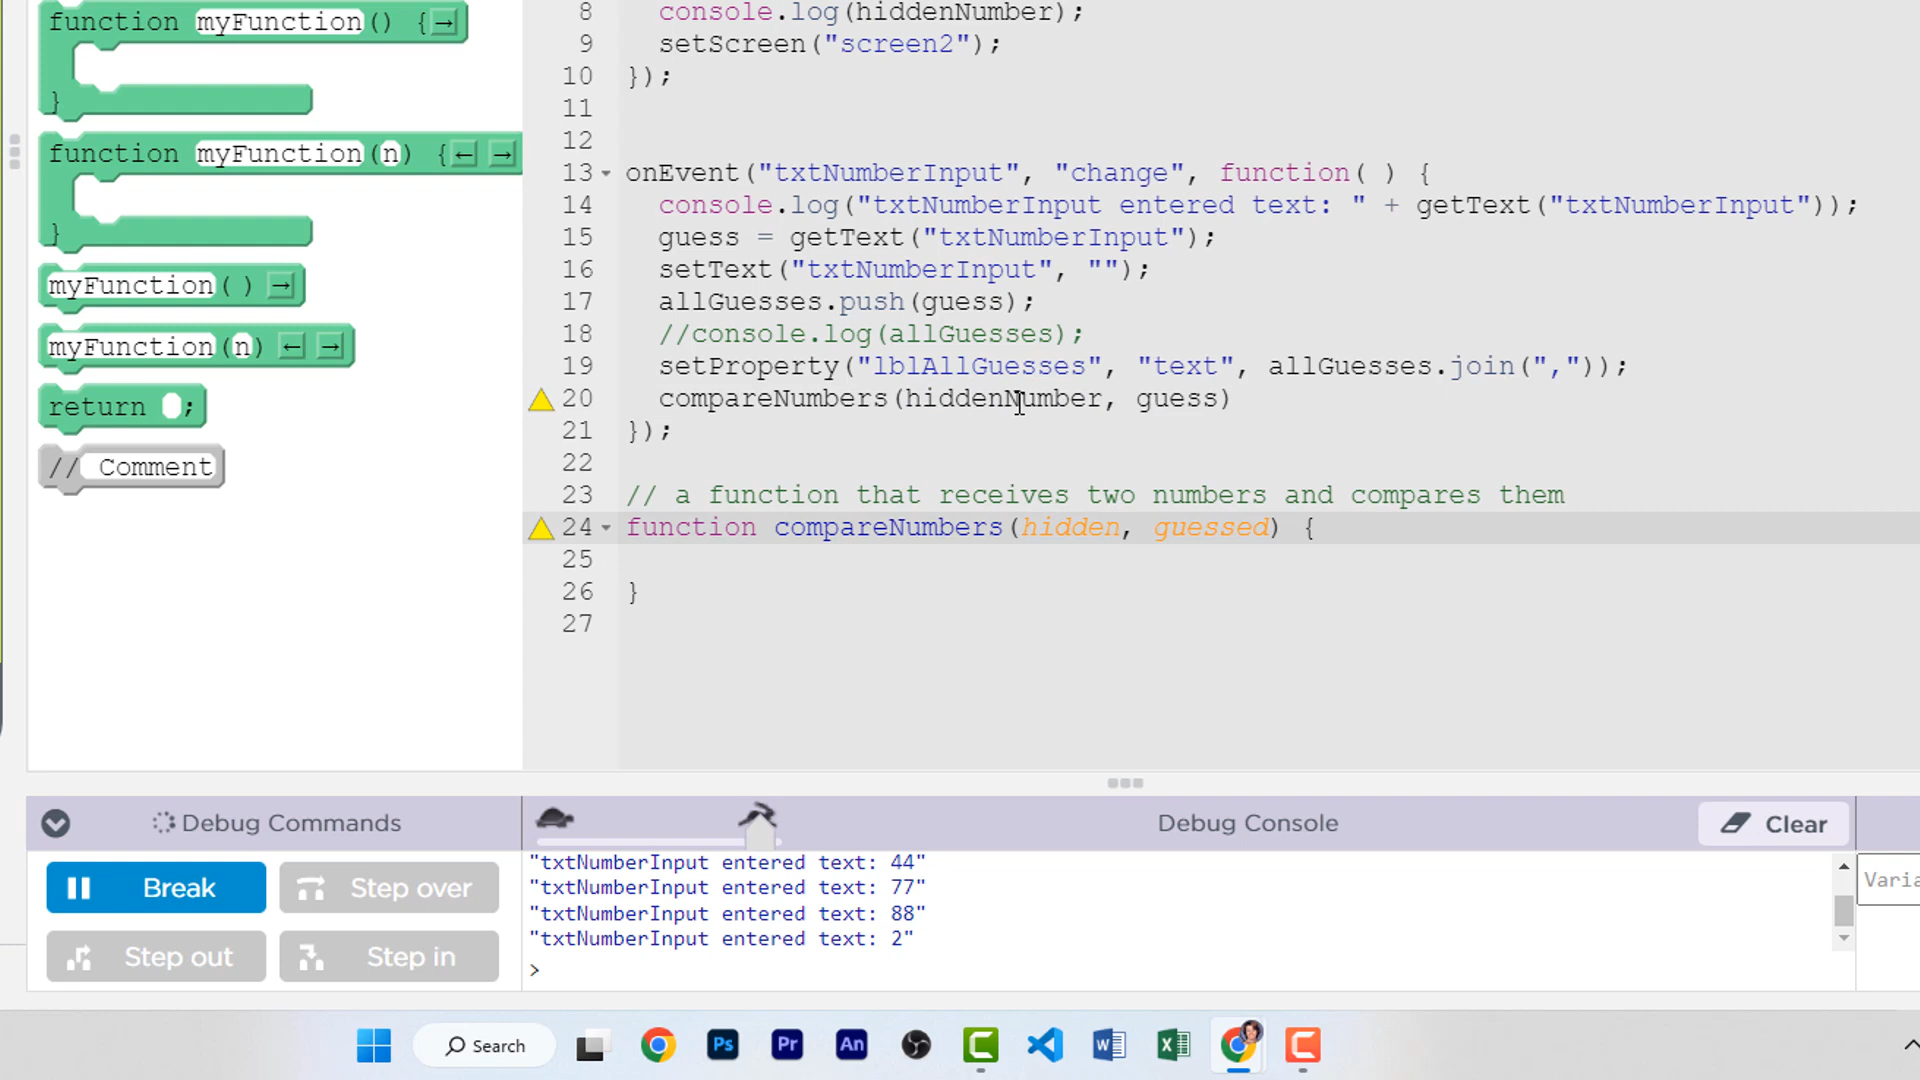 function myFunction() {→
}
function myFunction(n) {← →
}
myFunction() →
myFunction(n) ← →
return ;
// Comment
8 console.log(hiddenNumber);
9 setScreen("screen2");
10 });
11
12
13 onEvent("txtNumberInput", "change", function( ) {
14 console.log("txtNumberInput entered text: " + getText("txtNumberInput"));
15 guess = getText("txtNumberInput");
16 setText("txtNumberInput", "");
17 allGuesses.push(guess);
18 //console.log(allGuesses);
19 setProperty("lblAllGuesses", "text", allGuesses.join(","));
20 compareNumbers(hiddenNumber, guess)
21 });
22
23 // a function that receives two numbers and compares them
24 function compareNumbers(hidden, guessed) {
25
26 }
27
Debug Commands
Debug Console
Clear
Break
Step over
Step out
Step in
"txtNumberInput entered text: 44"
"txtNumberInput entered text: 77"
"txtNumberInput entered text: 88"
"txtNumberInput entered text: 2"
>
Search
Ps
Pr
An